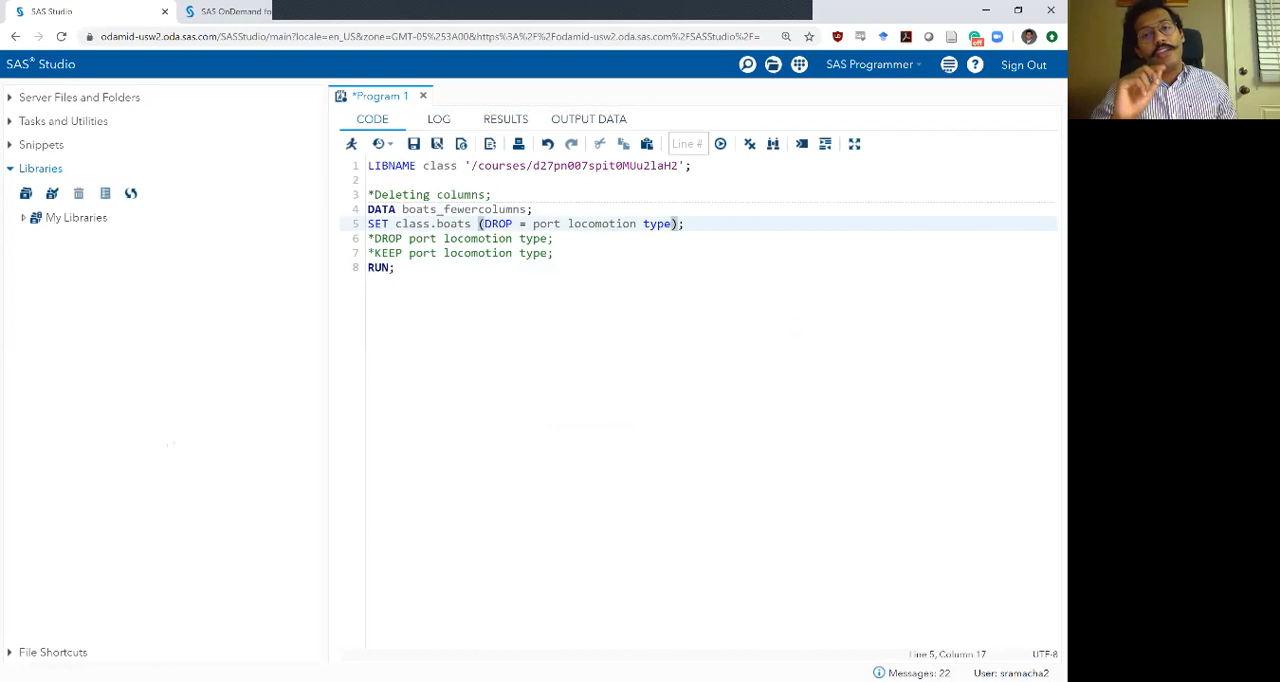 SAS Studio
SAS OnDemand fo
odamid-usw2.oda.sas.com/SASStudio/main?locale=en_US&zone=GMT-05%253A00&https%3A%2F%2Fodamid-usw2.oda.sas.com%2FSASStudio%2F=
SAS® Studio
SAS Programmer
Sign Out
Server Files and Folders
Tasks and Utilities
Snippets
Libraries
My Libraries
File Shortcuts
*Program 1
CODE LOG RESULTS OUTPUT DATA
Line #
1 LIBNAME class '/courses/d27pn007spit0MUu2laH2';
2
3 *Deleting columns;
4 DATA boats_fewercolumns;
5 SET class.boats (DROP = port locomotion type);
6 *DROP port locomotion type;
7 *KEEP port locomotion type;
8 RUN;
Line 5, Column 17 UTF-8
Messages: 22 User: sramacha2